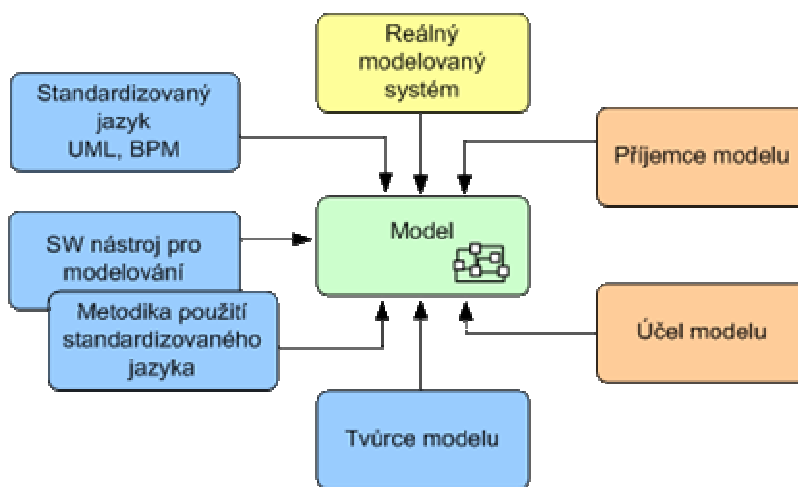 Reálný
modelovaný
systém
Standardizovaný
jazyk
UML, BPM
Příjemce modelu
Model
SW nástroj pro
modelování
Metodika použití
standardizovaného
jazyka
Účel modelu
Tvůrce modelu